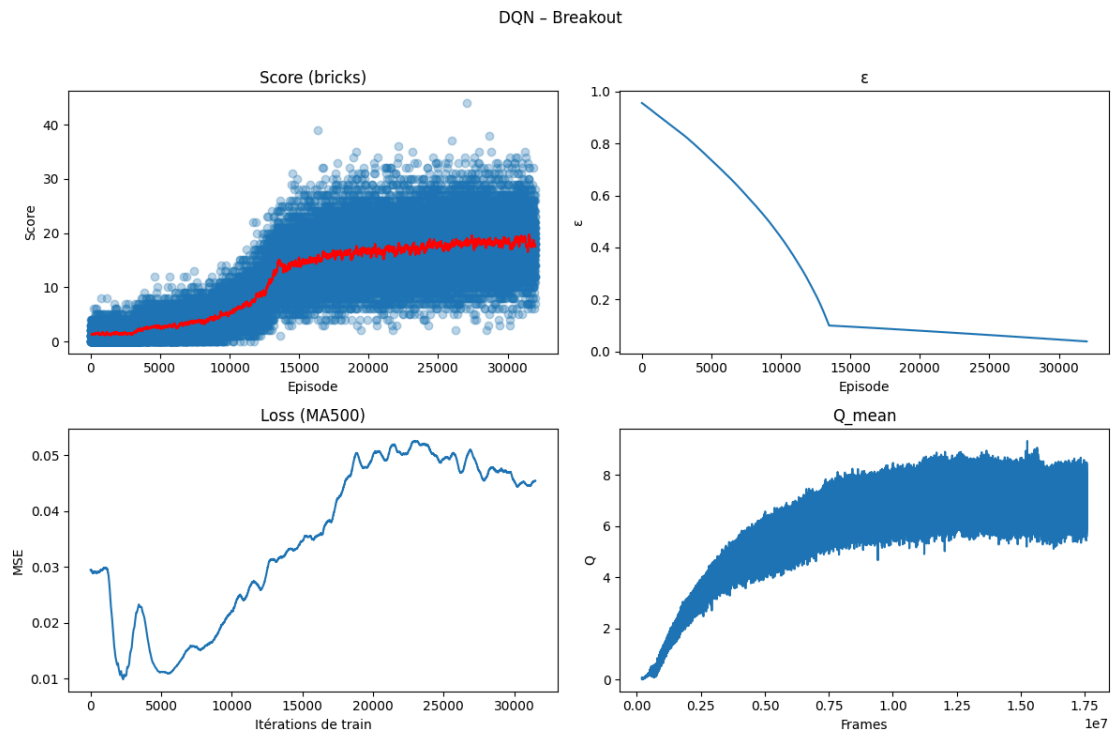 DQN – Breakout
Score (bricks)
Score
40
30
20
10
0
0 5000 10000 15000 20000 25000 30000
Episode
ε
ε
1.0
0.8
0.6
0.4
0.2
0.0
0 5000 10000 15000 20000 25000 30000
Episode
Loss (MA500)
MSE
0.05
0.04
0.03
0.02
0.01
0 5000 10000 15000 20000 25000 30000
Itérations de train
Q_mean
Q
8
6
4
2
0
0.00 0.25 0.50 0.75 1.00 1.25 1.50 1.75
1e7
Frames